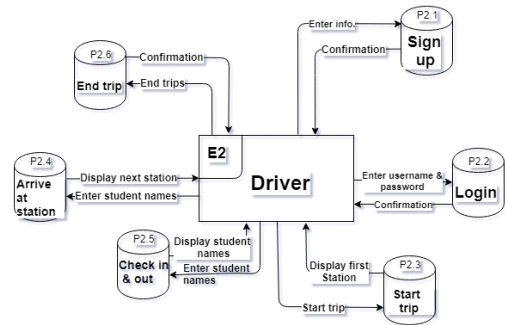 P2.1
Sign
up
Enter info.
Confirmation
P2.6
End trip
Confirmation
End trips
E2
Driver
P2.4
Arrive
at
station
Display next station
Enter student names
P2.2
Login
Enter username &
password
Confirmation
P2.5
Check in
& out
Display student
names
Enter student
names
P2.3
Start
trip
Display first
Station
Start trip